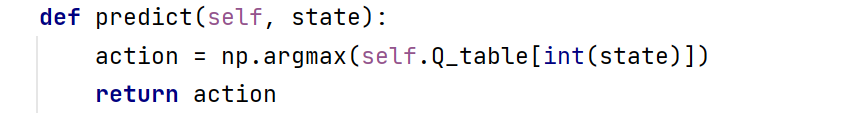 def predict(self, state):
    action = np.argmax(self.Q_table[int(state)])
    return action